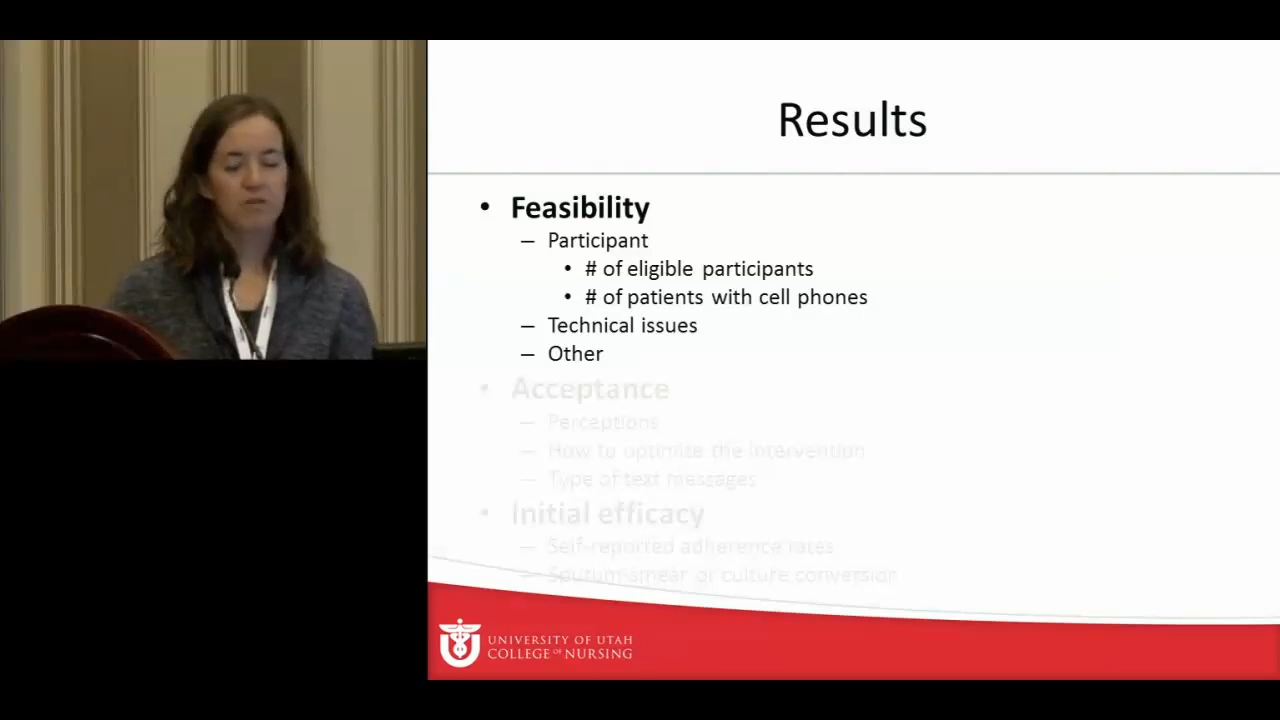 Results
• Feasibility
– Participant
• # of eligible participants
• # of patients with cell phones
– Technical issues
– Other
• Acceptance
– Perceptions
– How to optimize the intervention
– Type of text messages
• Initial efficacy
– Self-reported adherence rates
– Sputum-smear or culture conversion
UNIVERSITY OF UTAH
COLLEGE OF NURSING